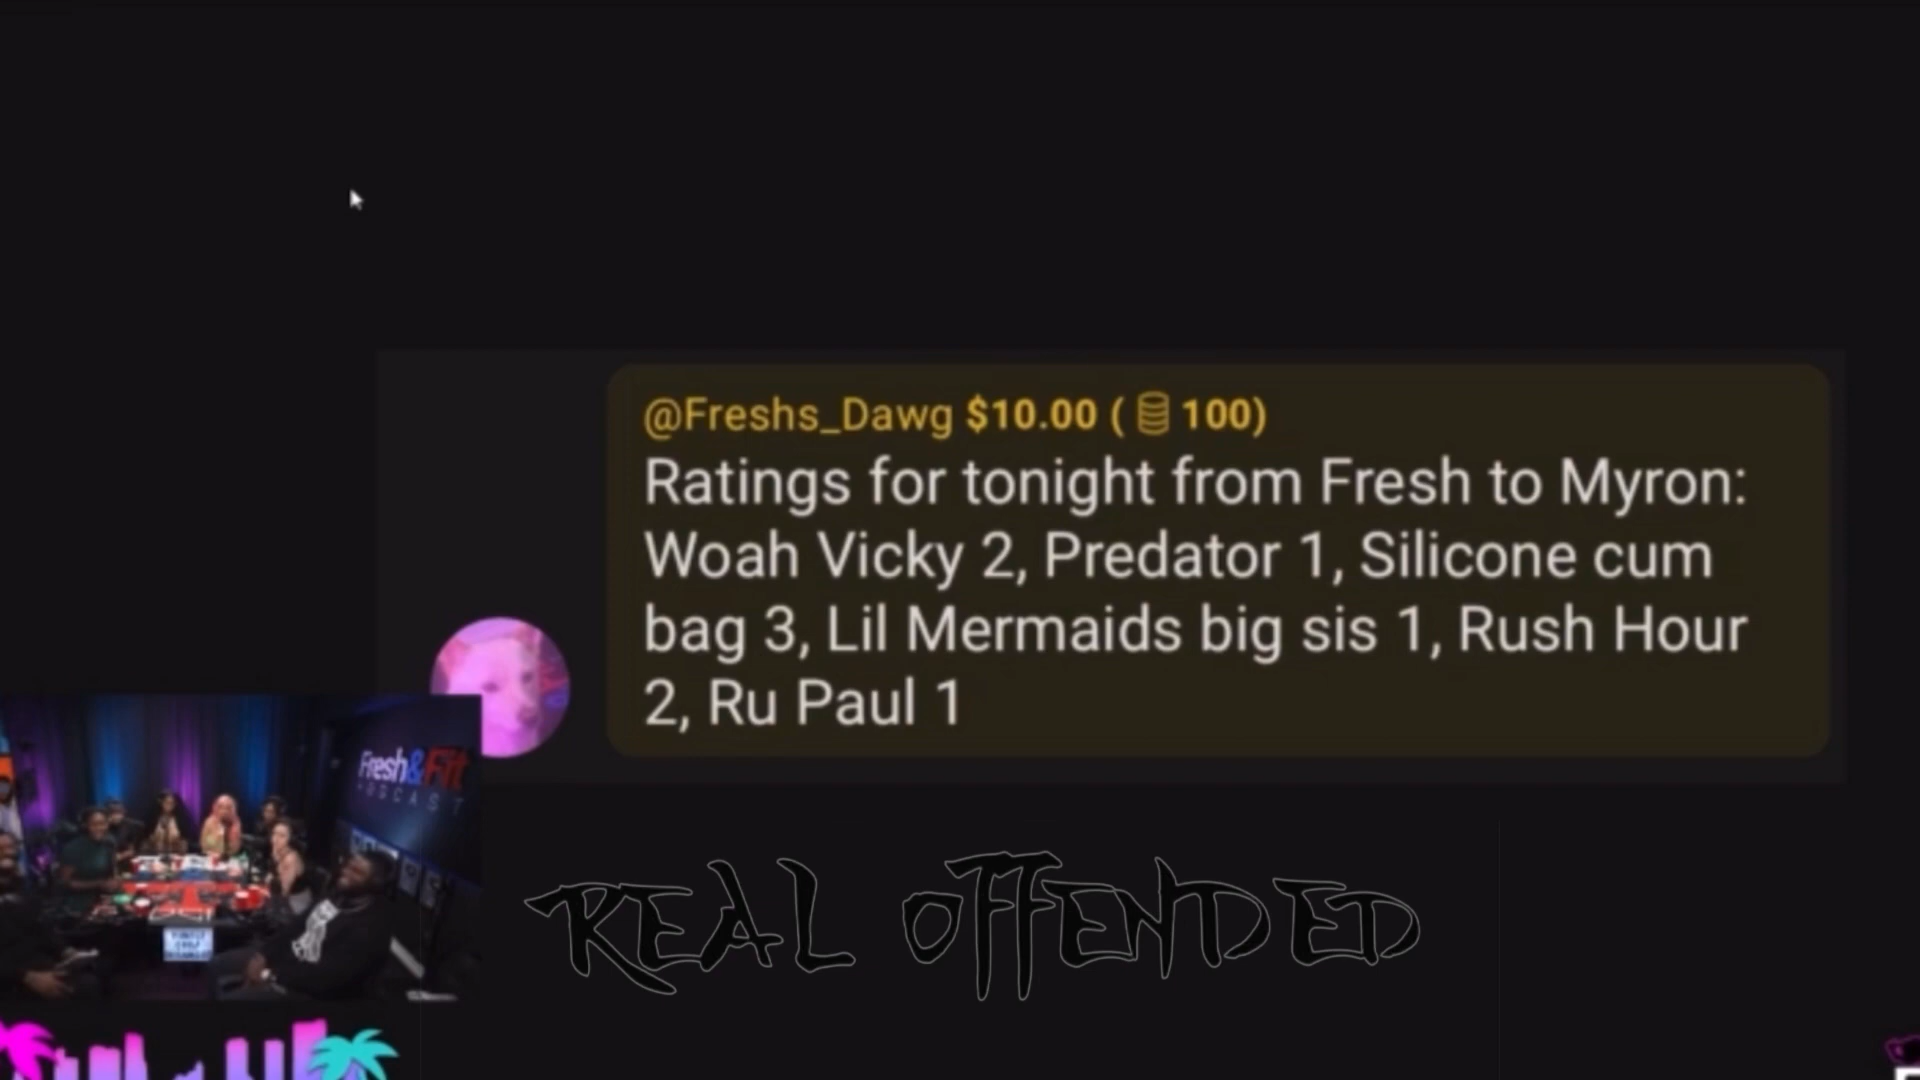 @Freshs_Dawg $10.00 ( 100)
Ratings for tonight from Fresh to Myron:
Woah Vicky 2, Predator 1, Silicone cum
bag 3, Lil Mermaids big sis 1, Rush Hour
2, Ru Paul 1
Fresh&Fit
PODCAST
REAL OFFENDED